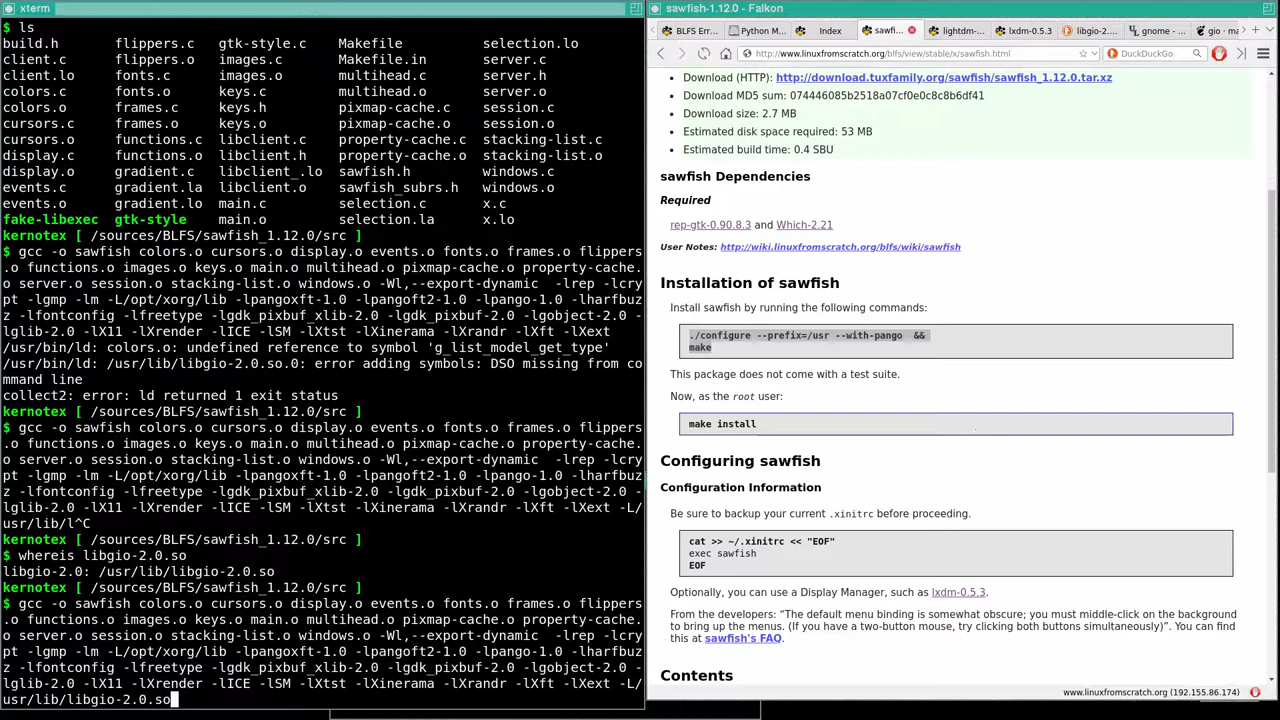 xterm
$ ls
build.h flippers.c gtk-style.c Makefile selection.lo
client.c flippers.o images.c Makefile.in server.c
client.lo fonts.c images.o multihead.c server.h
colors.c fonts.o keys.c multihead.o server.o
colors.o frames.c keys.h pixmap-cache.c session.c
cursors.c frames.o keys.o pixmap-cache.o session.o
cursors.o functions.c libclient.c property-cache.c stacking-list.c
display.c functions.o libclient.h property-cache.o stacking-list.o
display.o gradient.c libclient_.lo sawfish.h windows.c
events.c gradient.la libclient.o sawfish_subrs.h windows.o
events.o gradient.lo main.c selection.c x.c
fake-libexec gtk-style main.o selection.la x.lo
kernotex [ /sources/BLFS/sawfish_1.12.0/src ]
$ gcc -o sawfish colors.o cursors.o display.o events.o fonts.o frames.o flippers
.o functions.o images.o keys.o main.o multihead.o pixmap-cache.o property-cache.
o server.o session.o stacking-list.o windows.o -Wl,--export-dynamic  -lrep -lcry
pt -lgmp -lm -L/opt/xorg/lib -lpangoxft-1.0 -lpangoft2-1.0 -lpango-1.0 -lharfbuz
z -lfontconfig -lfreetype -lgdk_pixbuf_xlib-2.0 -lgdk_pixbuf-2.0 -lgobject-2.0 -
lglib-2.0 -lX11 -lXrender -lICE -lSM -lXtst -lXinerama -lXrandr -lXft -lXext
/usr/bin/ld: colors.o: undefined reference to symbol 'g_list_model_get_type'
/usr/bin/ld: /usr/lib/libgio-2.0.so.0: error adding symbols: DSO missing from co
mmand line
collect2: error: ld returned 1 exit status
kernotex [ /sources/BLFS/sawfish_1.12.0/src ]
$ gcc -o sawfish colors.o cursors.o display.o events.o fonts.o frames.o flippers
.o functions.o images.o keys.o main.o multihead.o pixmap-cache.o property-cache.
o server.o session.o stacking-list.o windows.o -Wl,--export-dynamic  -lrep -lcry
pt -lgmp -lm -L/opt/xorg/lib -lpangoxft-1.0 -lpangoft2-1.0 -lpango-1.0 -lharfbuz
z -lfontconfig -lfreetype -lgdk_pixbuf_xlib-2.0 -lgdk_pixbuf-2.0 -lgobject-2.0 -
lglib-2.0 -lX11 -lXrender -lICE -lSM -lXtst -lXinerama -lXrandr -lXft -lXext -L/
usr/lib/l^C
kernotex [ /sources/BLFS/sawfish_1.12.0/src ]
$ whereis libgio-2.0.so
libgio-2.0: /usr/lib/libgio-2.0.so
kernotex [ /sources/BLFS/sawfish_1.12.0/src ]
$ gcc -o sawfish colors.o cursors.o display.o events.o fonts.o frames.o flippers
.o functions.o images.o keys.o main.o multihead.o pixmap-cache.o property-cache.
o server.o session.o stacking-list.o windows.o -Wl,--export-dynamic  -lrep -lcry
pt -lgmp -lm -L/opt/xorg/lib -lpangoxft-1.0 -lpangoft2-1.0 -lpango-1.0 -lharfbuz
z -lfontconfig -lfreetype -lgdk_pixbuf_xlib-2.0 -lgdk_pixbuf-2.0 -lgobject-2.0 -
lglib-2.0 -lX11 -lXrender -lICE -lSM -lXtst -lXinerama -lXrandr -lXft -lXext -L/
usr/lib/libgio-2.0.so
sawfish-1.12.0 - Falkon
BLFS Err Python M Index sawfi... lightdm-... lxdm-0.5.3 libgio-2... gnome - gio · ma
http://www.linuxfromscratch.org/blfs/view/stable/x/sawfish.html DuckDuckGo
Download (HTTP): http://download.tuxfamily.org/sawfish/sawfish_1.12.0.tar.xz
Download MD5 sum: 074446085b2518a07cf0e0c8c8b6df41
Download size: 2.7 MB
Estimated disk space required: 53 MB
Estimated build time: 0.4 SBU
sawfish Dependencies
Required
rep-gtk-0.90.8.3 and Which-2.21
User Notes: http://wiki.linuxfromscratch.org/blfs/wiki/sawfish
Installation of sawfish
Install sawfish by running the following commands:
./configure --prefix=/usr --with-pango  &&
make
This package does not come with a test suite.
Now, as the root user:
make install
Configuring sawfish
Configuration Information
Be sure to backup your current .xinitrc before proceeding.
cat >> ~/.xinitrc << "EOF"
exec sawfish
EOF
Optionally, you can use a Display Manager, such as lxdm-0.5.3.
From the developers: “The default menu binding is somewhat obscure; you must middle-click on the background
to bring up the menus. (If you have a two-button mouse, try clicking both buttons simultaneously)”. You can find
this at sawfish's FAQ.
Contents
www.linuxfromscratch.org (192.155.86.174)